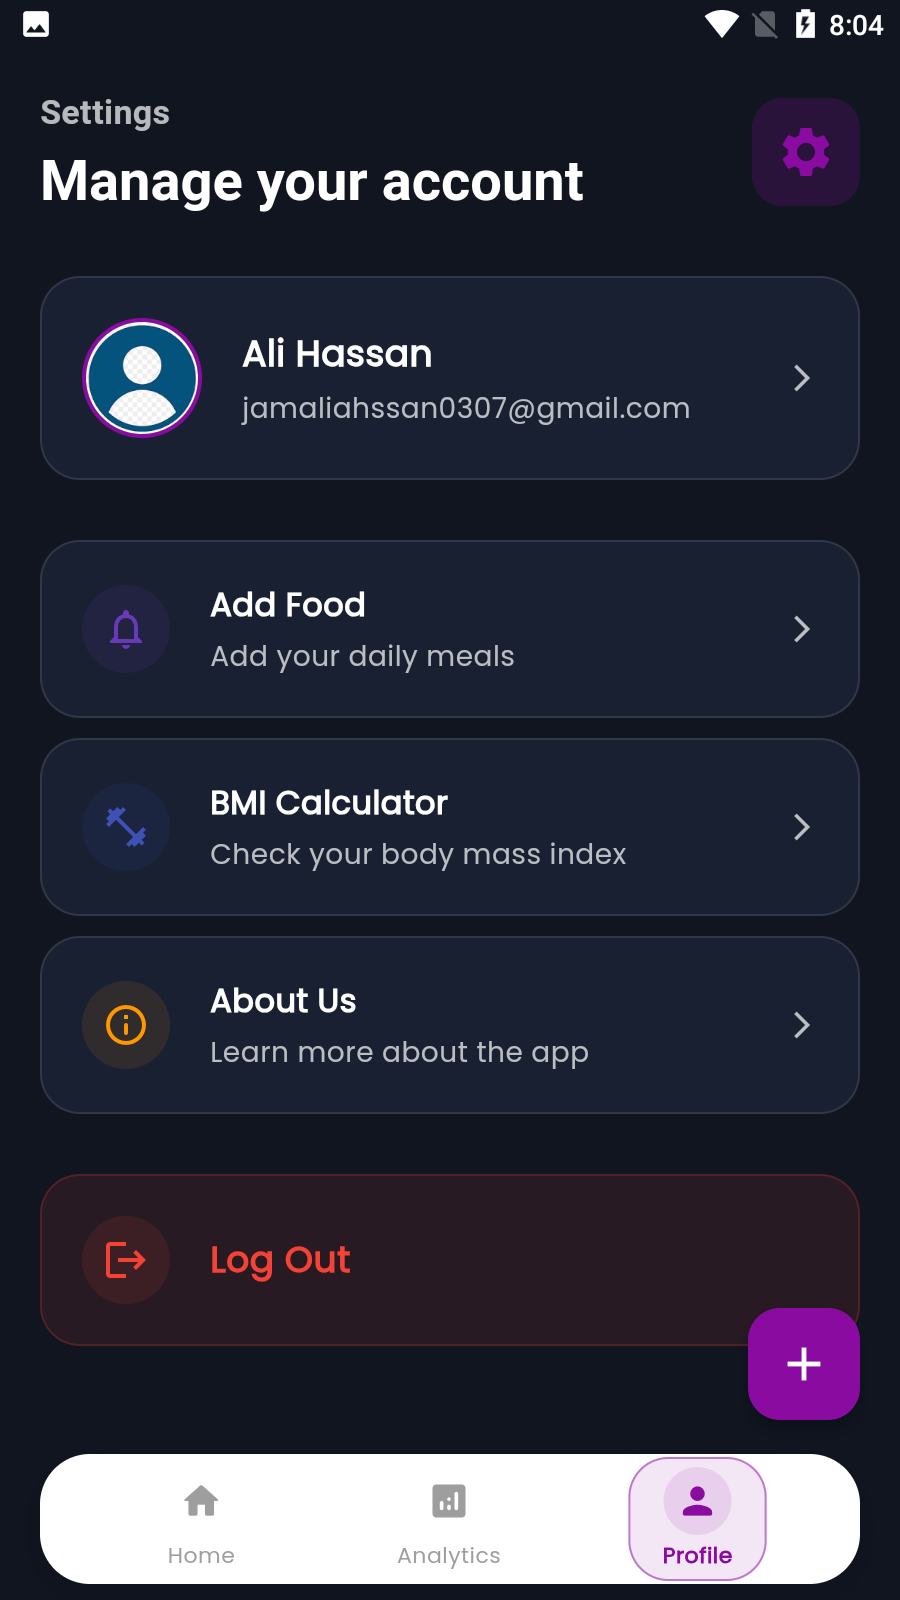 8:04
Settings
Manage your account
Ali Hassan
jamaliahssan0307@gmail.com
Add Food
Add your daily meals
BMI Calculator
Check your body mass index
About Us
Learn more about the app
Log Out
Home
Analytics
Profile